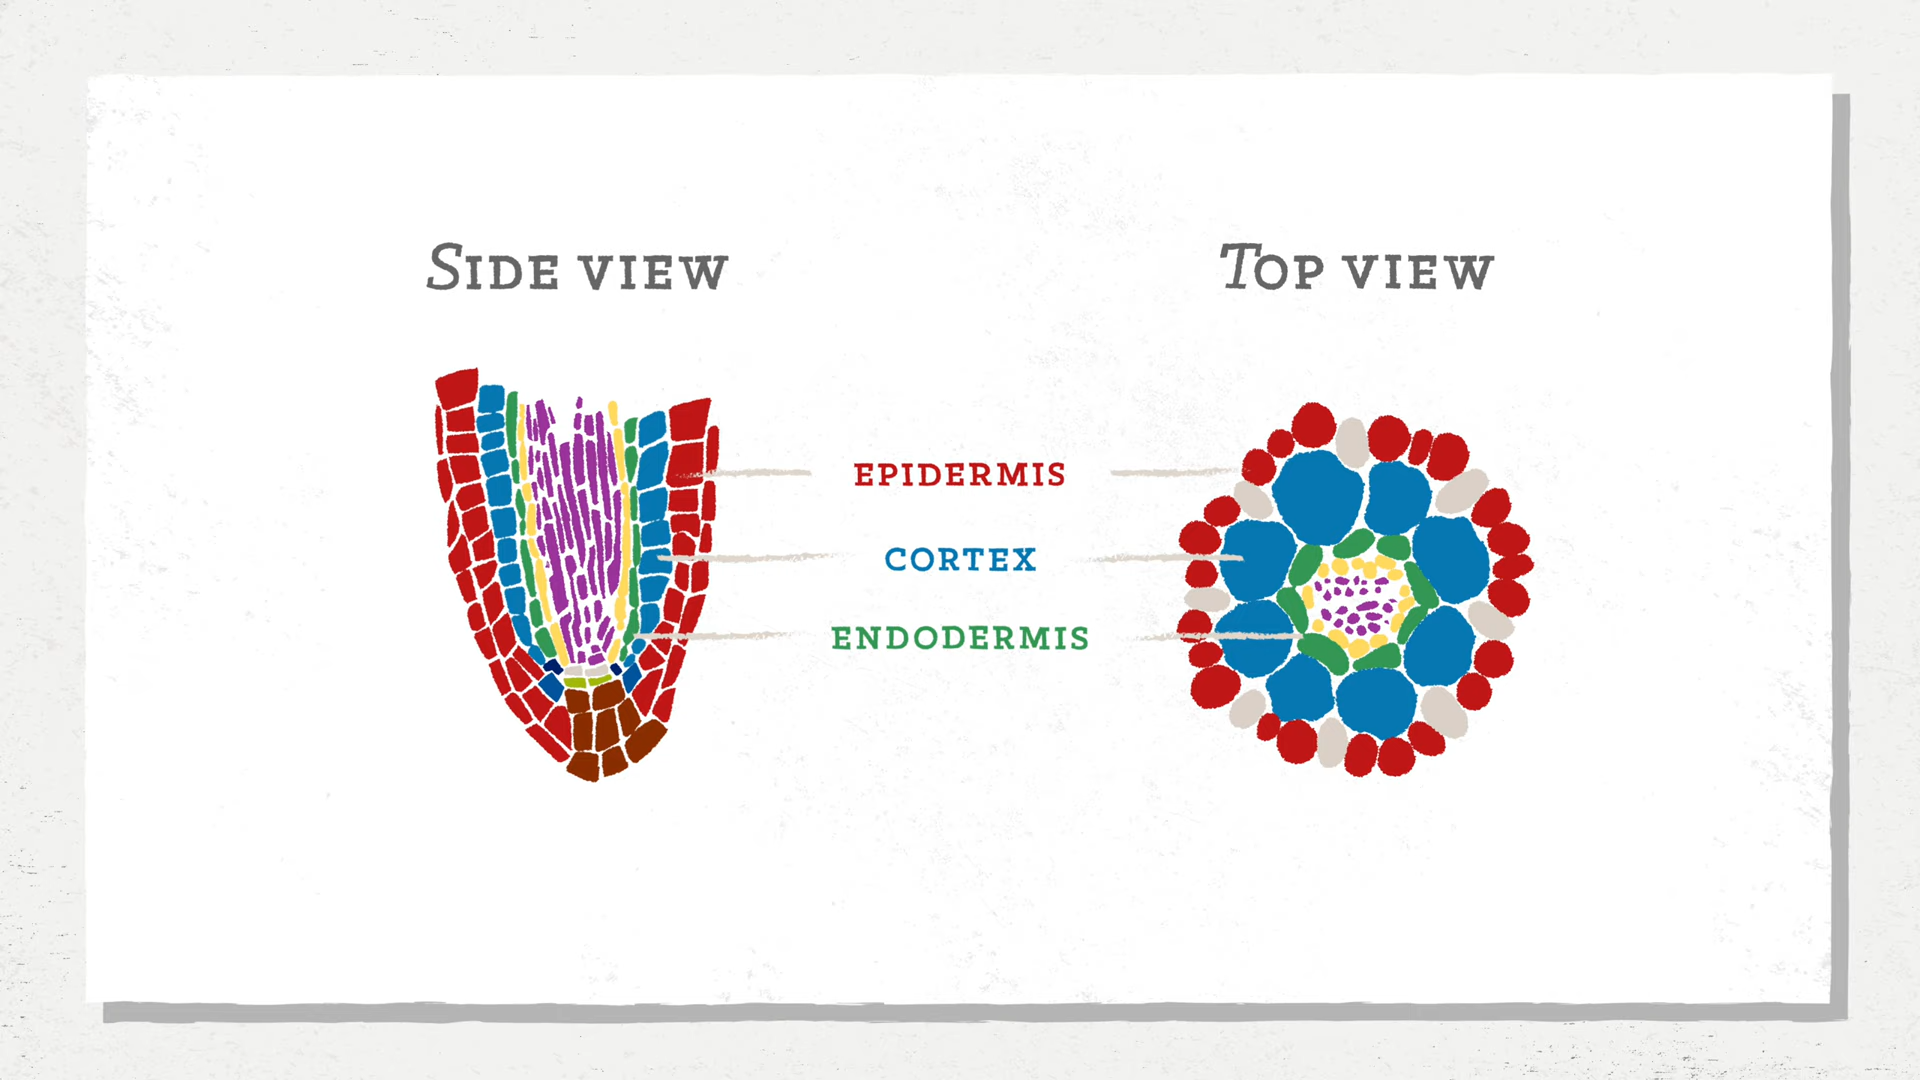 Side view
Top view
EPIDERMIS
CORTEX
ENDODERMIS